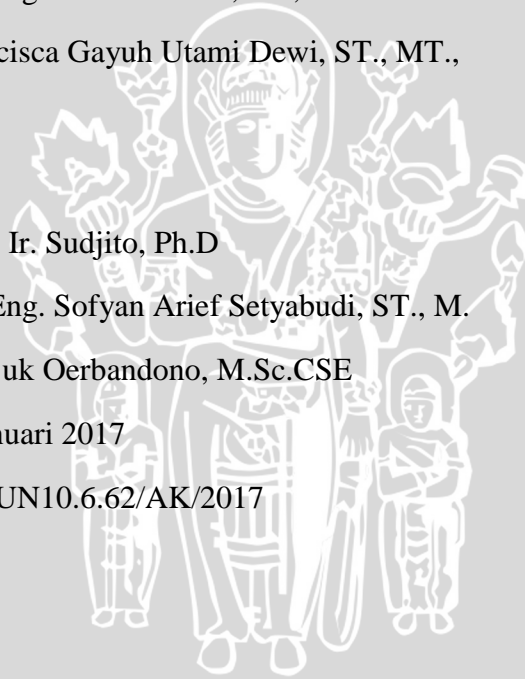 cisca Gayuh Utami Dewi, ST., MT.,
Ir. Sudjito, Ph.D
Eng. Sofyan Arief Setyabudi, ST., M.
uk Oerbandono, M.Sc.CSE
nuari 2017
UN10.6.62/AK/2017